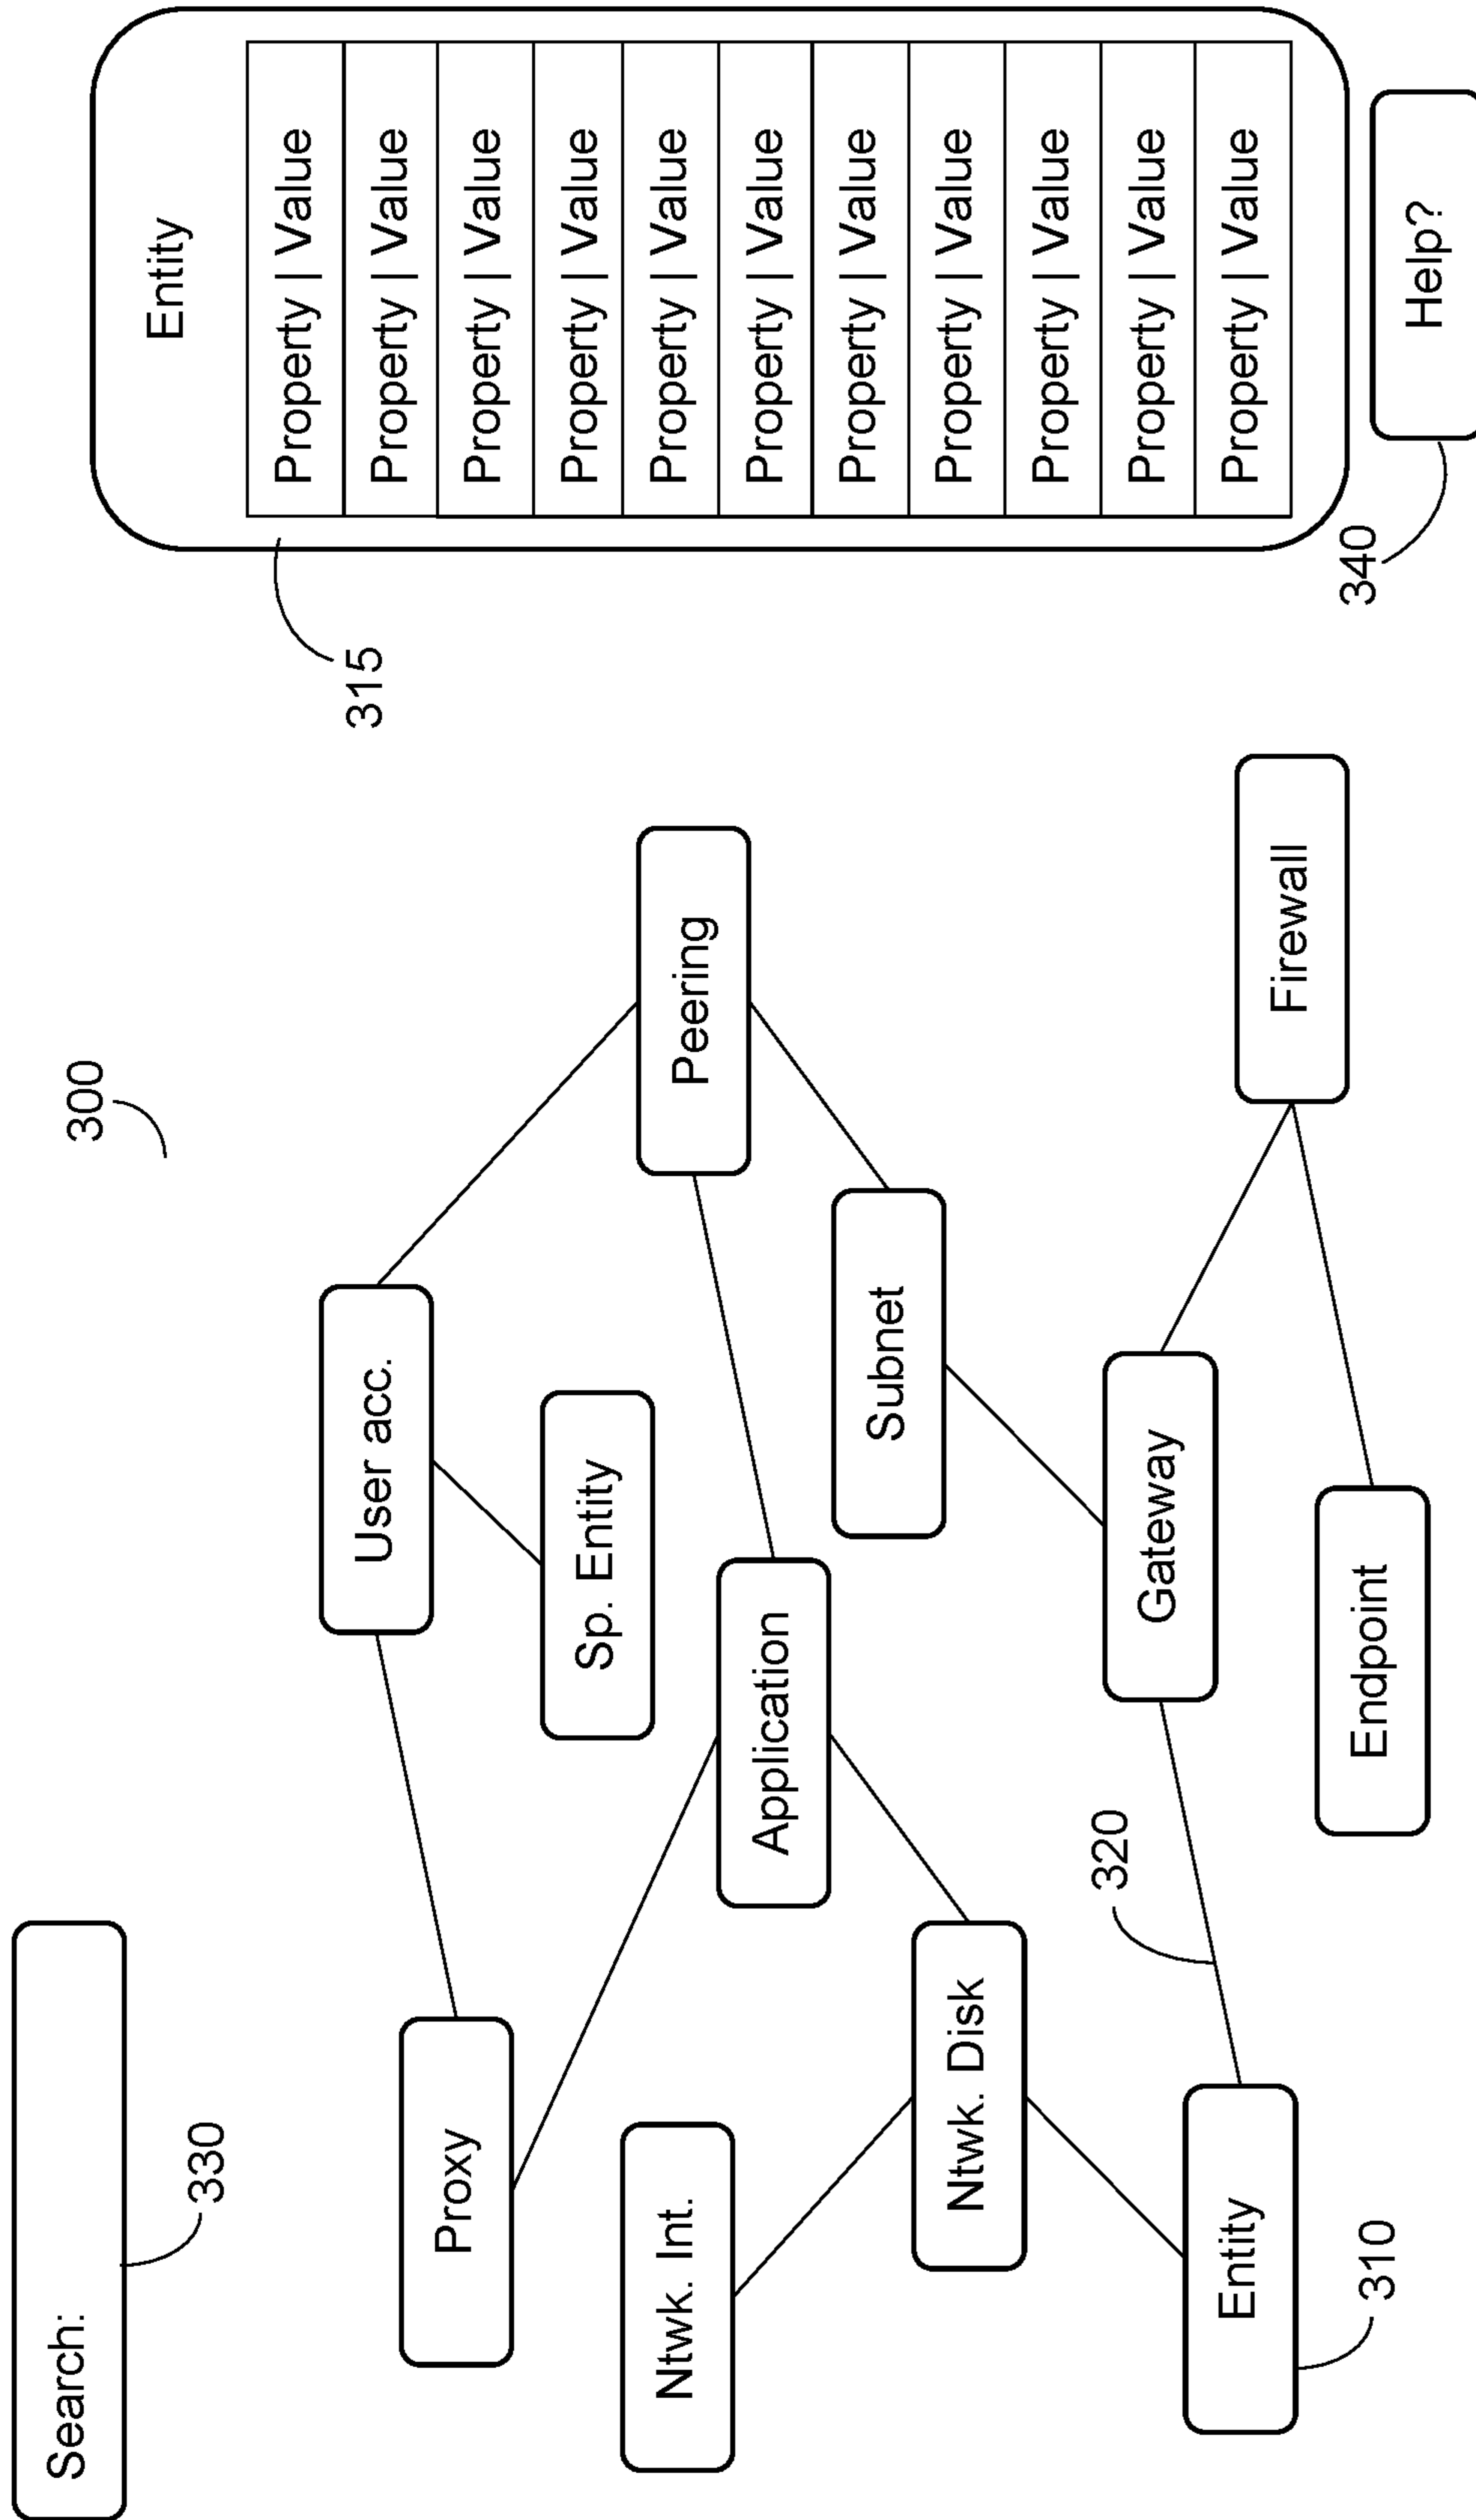 Search:
330
300
User acc.
Proxy
Sp. Entity
Ntwk. Int.
Peering
Application
Subnet
Ntwk. Disk
320
Gateway
Entity
310
Firewall
Endpoint
315
Entity
Property | Value
Property | Value
Property | Value
Property | Value
Property | Value
Property | Value
Property | Value
Property | Value
Property | Value
Property | Value
Property | Value
340
Help?